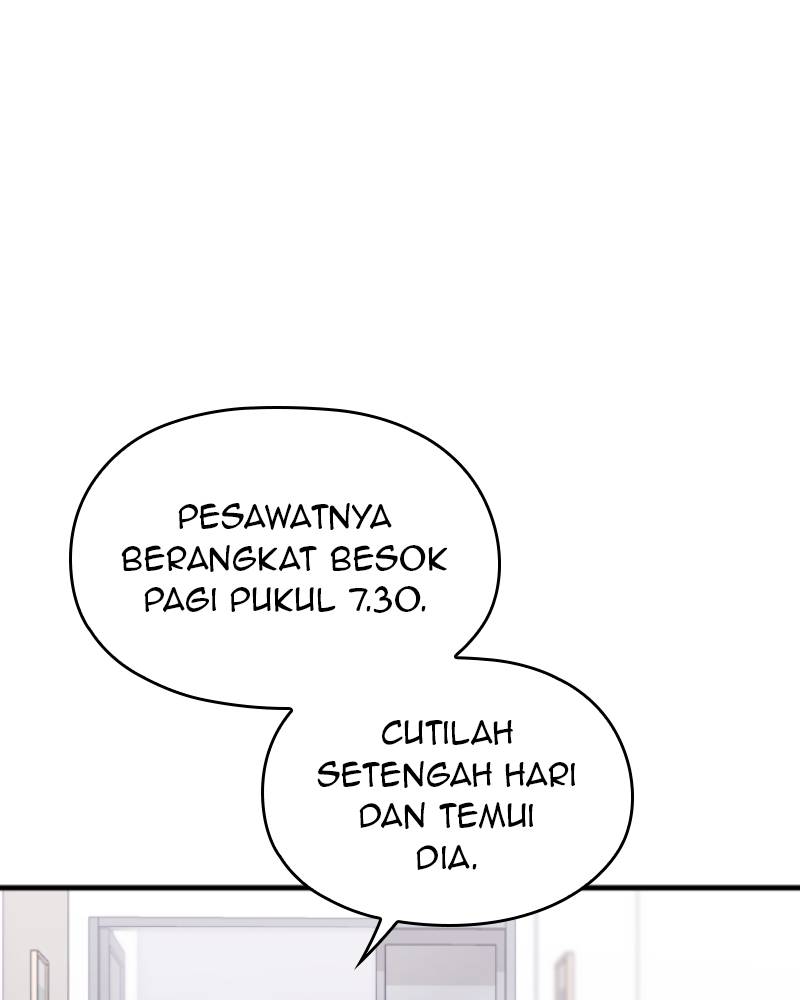 PESAWATNYA
BERANGKAT BESOK
PAGI PUKUL 7.30.
CUTILAH
SETENGAH HARI
DAN TEMUI
DIA.